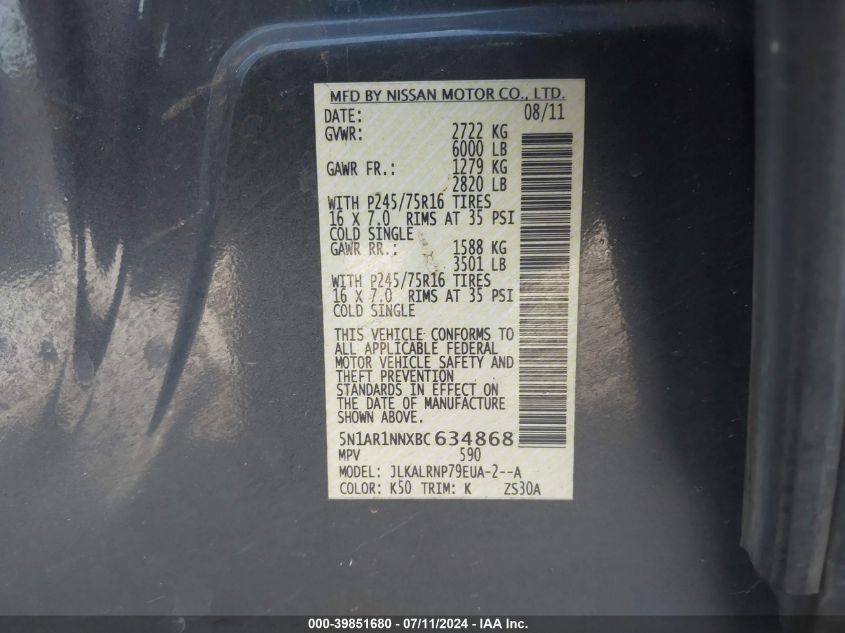 MFD BY NISSAN MOTOR CO., LTD.
DATE: 08/11
GVWR: 2722 KG
6000 LB
GAWR FR.: 1279 KG
2820 LB
WITH P245/75R16 TIRES
16 X 7.0 RIMS AT 35 PSI
COLD SINGLE
GAWR RR.: 1588 KG
3501 LB
WITH P245/75R16 TIRES
16 X 7.0 RIMS AT 35 PSI
COLD SINGLE
THIS VEHICLE CONFORMS TO
ALL APPLICABLE FEDERAL
MOTOR VEHICLE SAFETY AND
THEFT PREVENTION
STANDARDS IN EFFECT ON
THE DATE OF MANUFACTURE
SHOWN ABOVE.
5N1AR1NNXBC 634868
MPV 590
MODEL: JLKALRNP79EUA-2--A
COLOR: K50 TRIM: K ZS30A
000-39851680 - 07/11/2024 - IAA Inc.